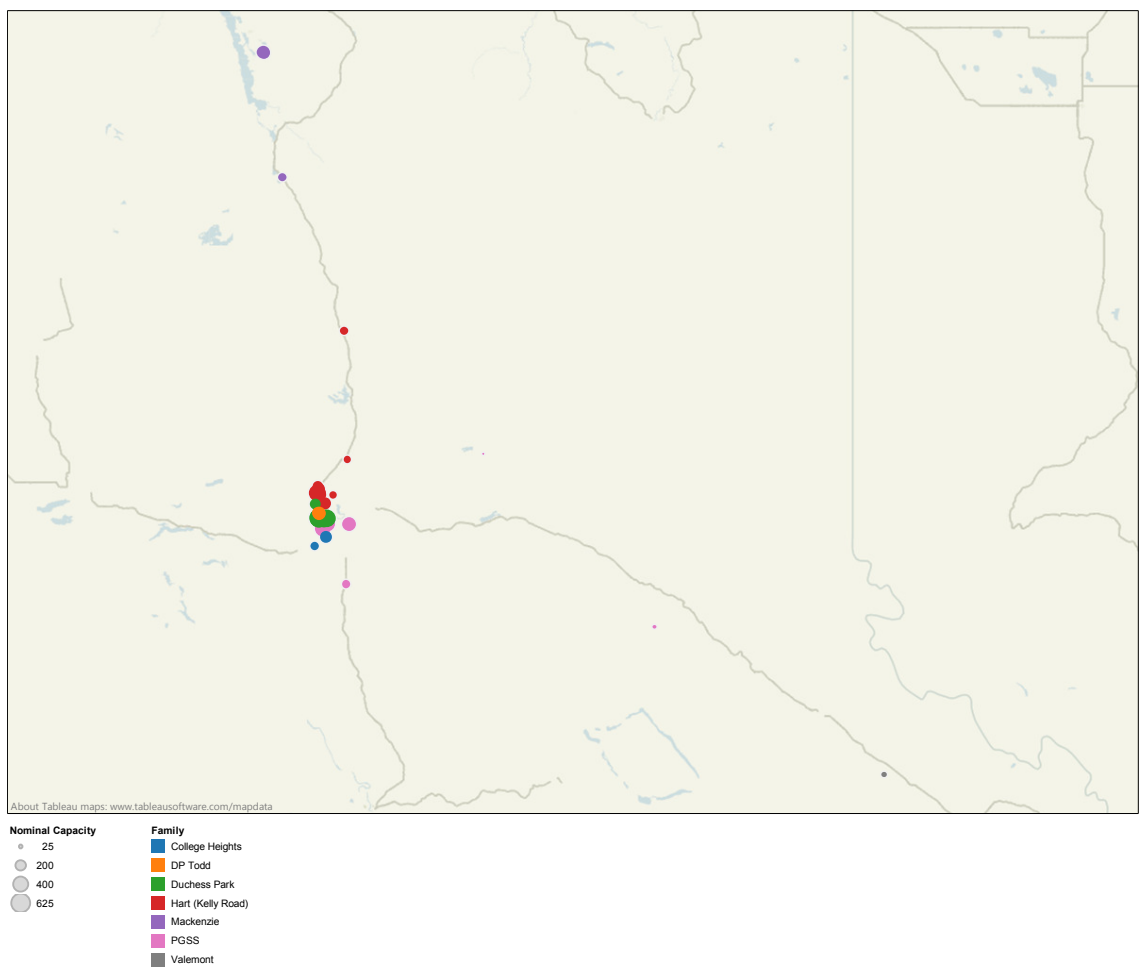 About Tableau maps: www.tableausoftware.com/mapdata
Nominal Capacity
25
200
400
625
Family
College Heights
DP Todd
Duchess Park
Hart (Kelly Road)
Mackenzie
PGSS
Valemont